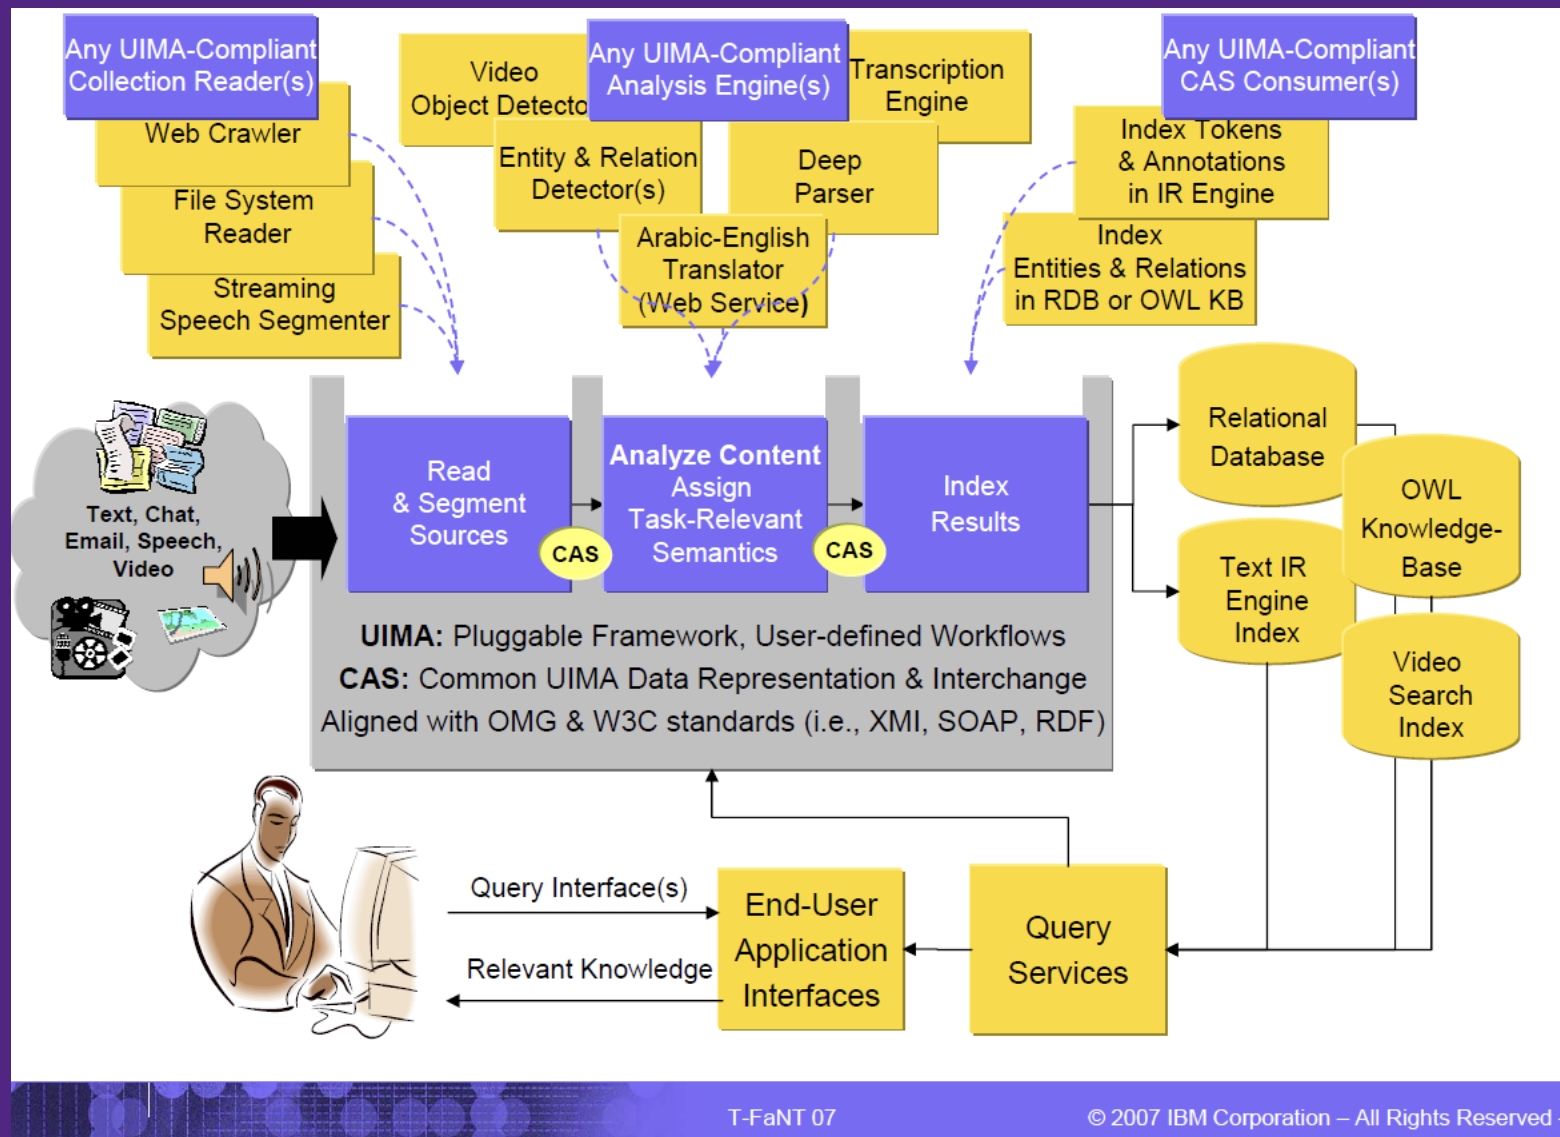 Any UIMA-Compliant
Collection Reader(s)
Web Crawler
File System
Reader
Streaming
Speech Segmenter
Video
Object Detecto
Any UIMA-Compliant
Analysis Engine(s)
Transcription
Engine
Entity & Relation
Detector(s)
Deep
Parser
Arabic-English
Translator
(Web Service)
Any UIMA-Compliant
CAS Consumer(s)
Index Tokens
& Annotations
in IR Engine
Index
Entities & Relations
in RDB or OWL KB
Text, Chat,
Email, Speech,
Video
Read
& Segment
Sources
CAS
Analyze Content
Assign
Task-Relevant
Semantics
CAS
Index
Results
UIMA: Pluggable Framework, User-defined Workflows
CAS: Common UIMA Data Representation & Interchange
Aligned with OMG & W3C standards (i.e., XMI, SOAP, RDF)
Relational
Database
OWL
Knowledge-
Base
Text IR
Engine
Index
Video
Search
Index
Query Interface(s)
Relevant Knowledge
End-User
Application
Interfaces
Query
Services
T-FaNT 07
© 2007 IBM Corporation – All Rights Reserved -